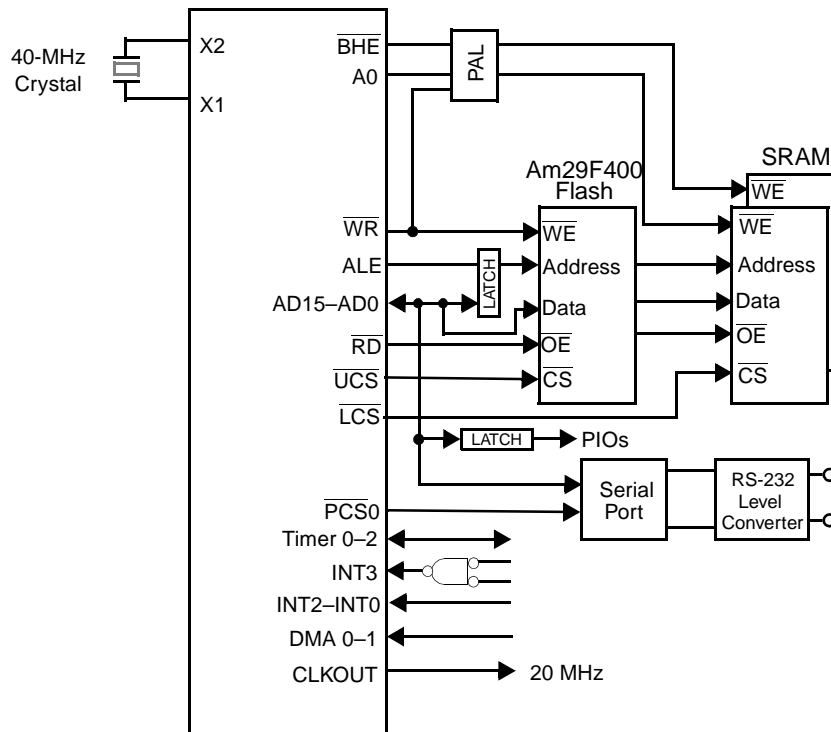 40-MHz
Crystal
X2
X1
BHE
A0
PAL
WR
ALE
AD15–AD0
RD
UCS
LCS
LATCH
Am29F400
Flash
WE
Address
Data
OE
CS
SRAM
WE
WE
Address
Data
OE
CS
LATCH
PIOs
PCS0
Serial
Port
RS-232
Level
Converter
Timer 0–2
INT3
INT2–INT0
DMA 0–1
CLKOUT
20 MHz